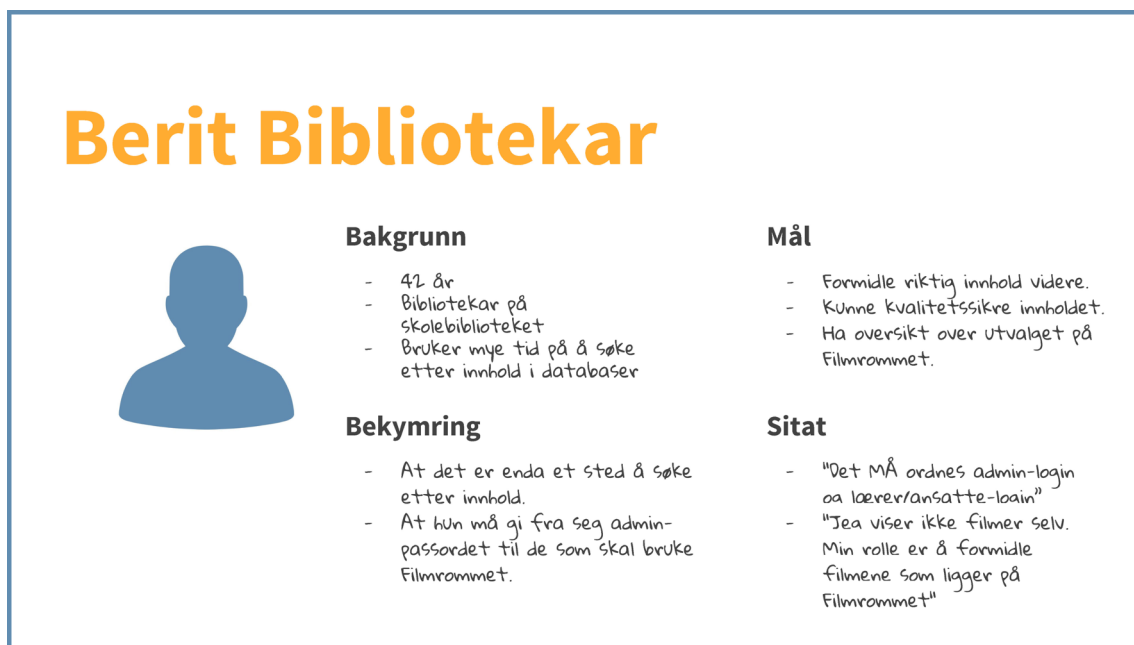 Berit Bibliotekar
Bakgrunn
- 42 år
- Bibliotekar på
skolebiblioteket
- Bruker mye tid på å søke
etter innhold i databaser
Mål
- Formidle riktig innhold videre.
- Kunne kvalitetssikre innholdet.
- Ha oversikt over utvalget på
Filmrommet.
Bekymring
- At det er enda et sted å søke
etter innhold.
- At hun må gi fra seg admin-
passordet til de som skal bruke
Filmrommet.
Sitat
- "Det MÅ ordnes admin-login
og lærer/ansatte-login"
- "Jeg viser ikke filmer selv.
Min rolle er å formidle
filmene som ligger på
Filmrommet"